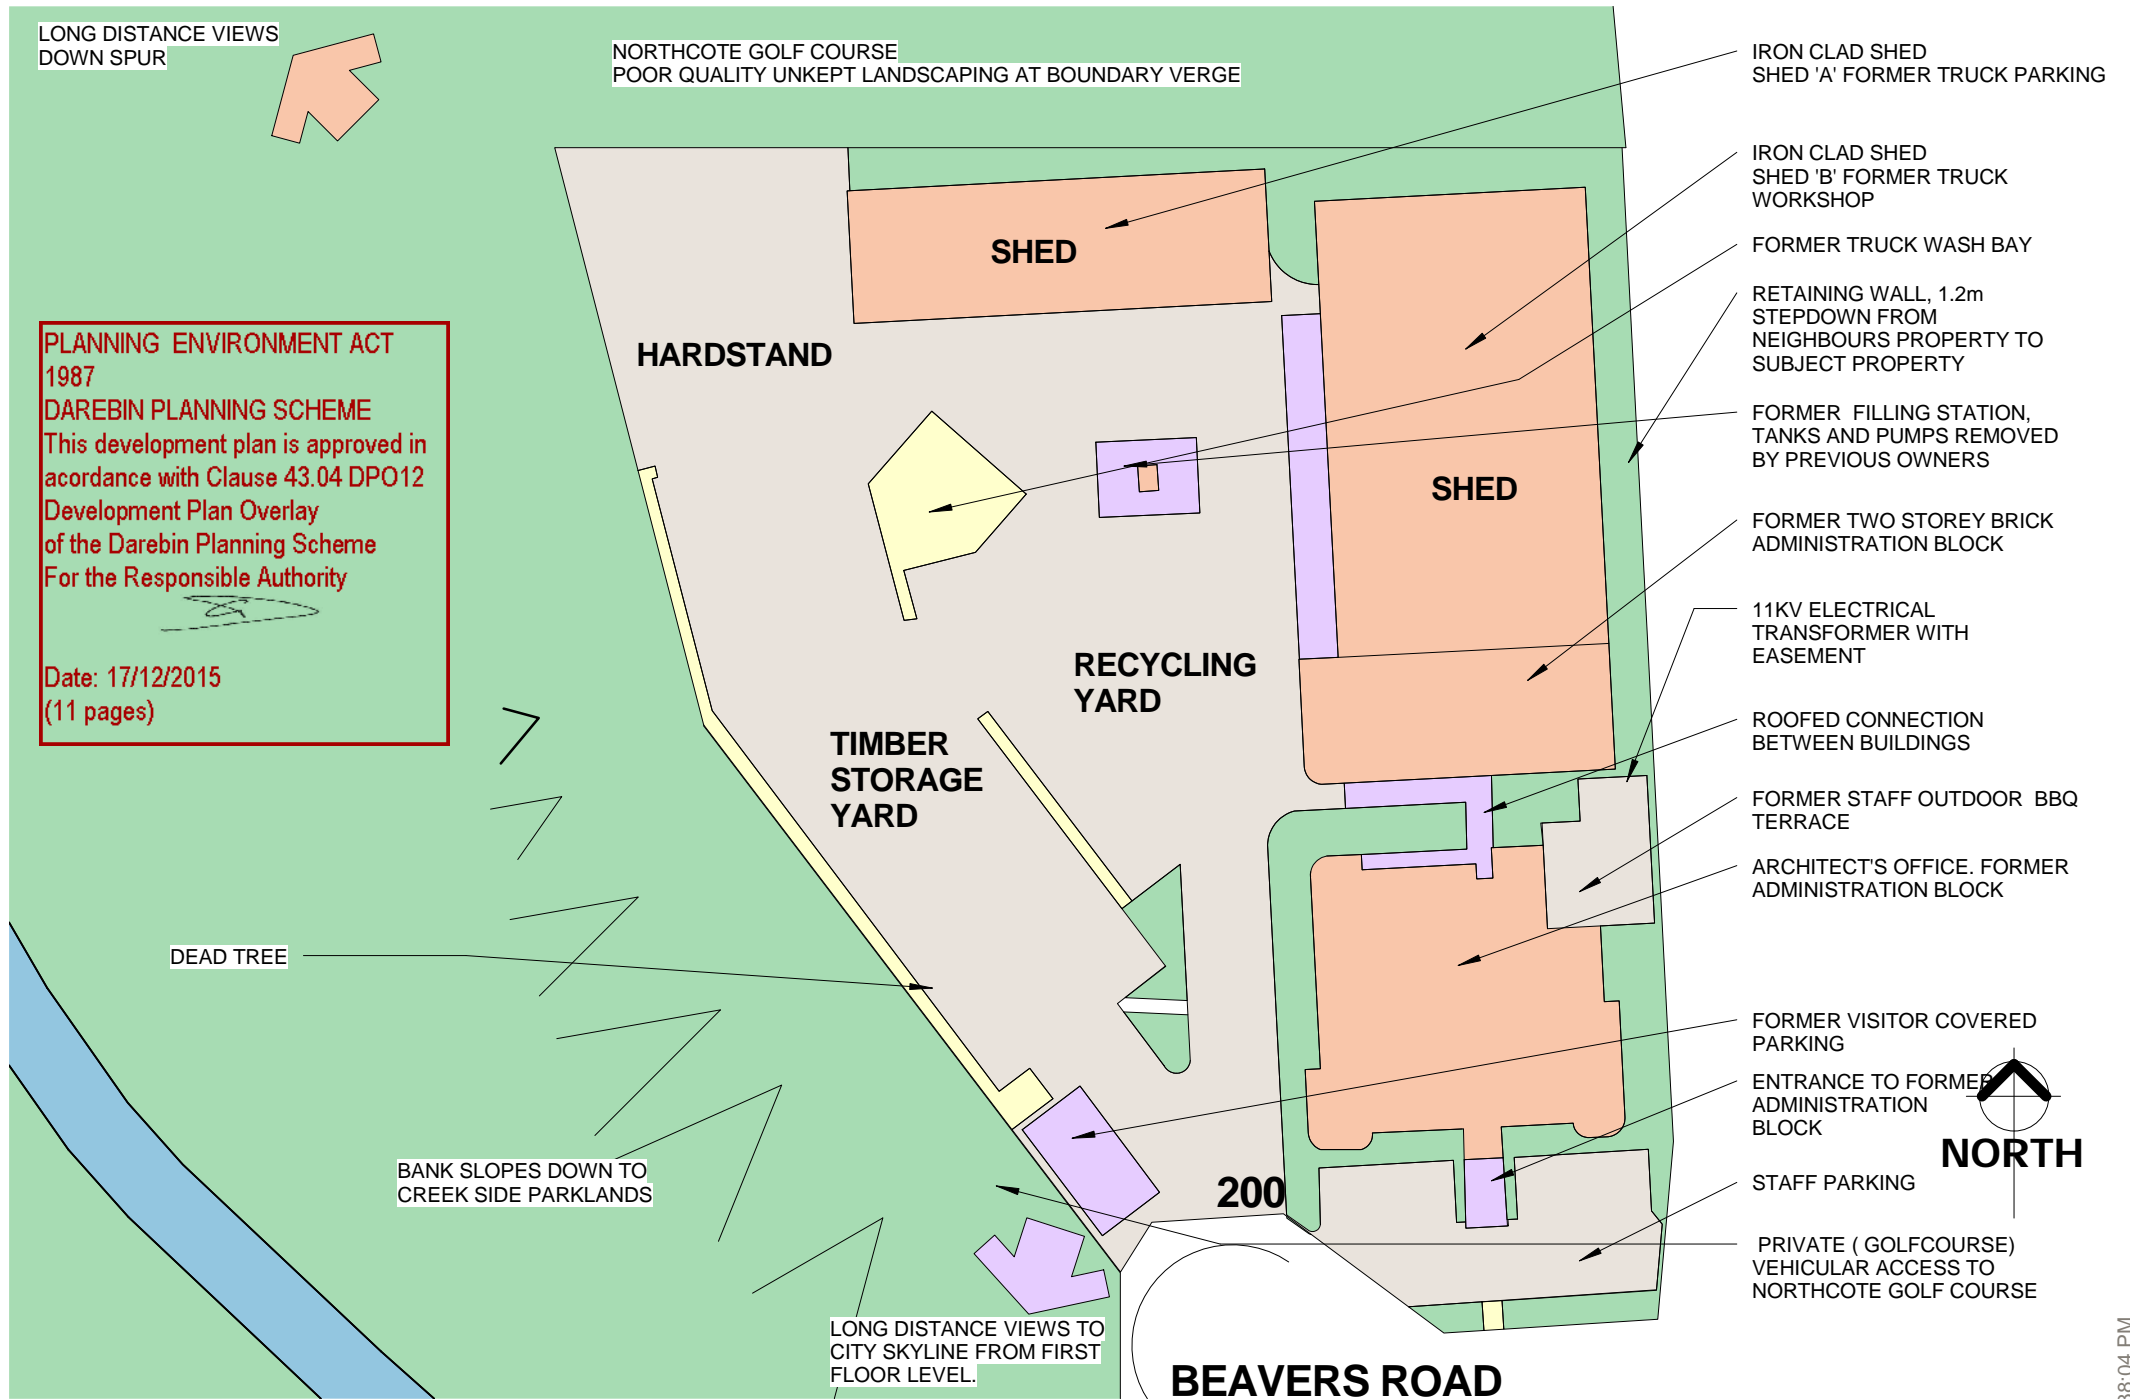 LONG DISTANCE VIEWS
DOWN SPUR
NORTHCOTE GOLF COURSE
POOR QUALITY UNKEPT LANDSCAPING AT BOUNDARY VERGE
IRON CLAD SHED
SHED 'A' FORMER TRUCK PARKING
IRON CLAD SHED
SHED 'B' FORMER TRUCK
WORKSHOP
FORMER TRUCK WASH BAY
RETAINING WALL, 1.2m
STEPDOWN FROM
NEIGHBOURS PROPERTY TO
SUBJECT PROPERTY
FORMER FILLING STATION,
TANKS AND PUMPS REMOVED
BY PREVIOUS OWNERS
FORMER TWO STOREY BRICK
ADMINISTRATION BLOCK
11KV ELECTRICAL
TRANSFORMER WITH
EASEMENT
ROOFED CONNECTION
BETWEEN BUILDINGS
FORMER STAFF OUTDOOR BBQ
TERRACE
ARCHITECT'S OFFICE. FORMER
ADMINISTRATION BLOCK
FORMER VISITOR COVERED
PARKING
ENTRANCE TO FORMER
ADMINISTRATION
BLOCK
STAFF PARKING
PRIVATE ( GOLFCOURSE)
VEHICULAR ACCESS TO
NORTHCOTE GOLF COURSE
NORTH
SHED
HARDSTAND
SHED
RECYCLING
YARD
TIMBER
STORAGE
YARD
PLANNING ENVIRONMENT ACT
1987
DAREBIN PLANNING SCHEME
This development plan is approved in
acordance with Clause 43.04 DPO12
Development Plan Overlay
of the Darebin Planning Scheme
For the Responsible Authority
Date: 17/12/2015
(11 pages)
DEAD TREE
BANK SLOPES DOWN TO
CREEK SIDE PARKLANDS
200
LONG DISTANCE VIEWS TO
CITY SKYLINE FROM FIRST
FLOOR LEVEL.
BEAVERS ROAD
:04 PM